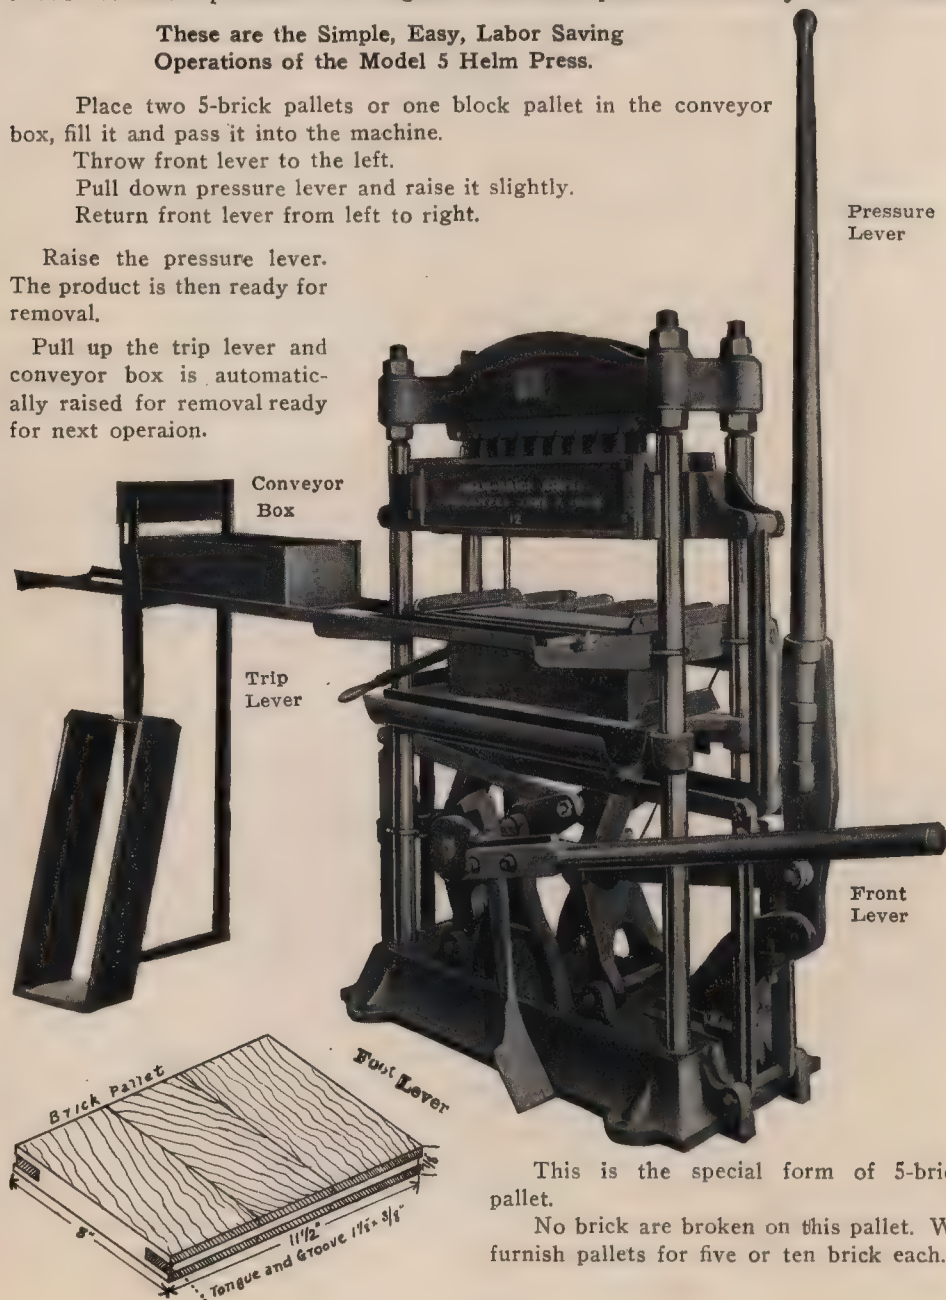 These are the Simple, Easy, Labor Saving
Operations of the Model 5 Helm Press.
Place two 5-brick pallets or one block pallet in the conveyor
box, fill it and pass it into the machine.
Throw front lever to the left.
Pull down pressure lever and raise it slightly.
Return front lever from left to right.
Pressure
Lever
Raise the pressure lever.
The product is then ready for
removal.
Pull up the trip lever and
conveyor box is automatic-
ally raised for removal ready
for next operaion.
Conveyor
Box
12
Trip
Lever
Front
Lever
Foot Lever
Brick Pallet
8"
11 1/2"
Tongue and Groove
This is the special form of 5-bric
pallet.
No brick are broken on this pallet. W
furnish pallets for five or ten brick each.